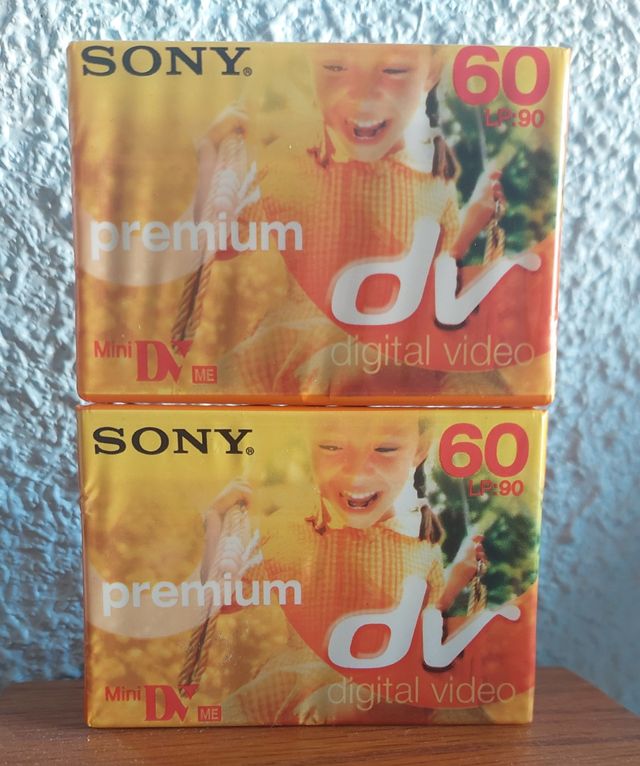 SONY®
60
LP:90
premium
dv
digital video
Mini DV ME
SONY®
60
LP:90
premium
dv
digital video
Mini DV ME